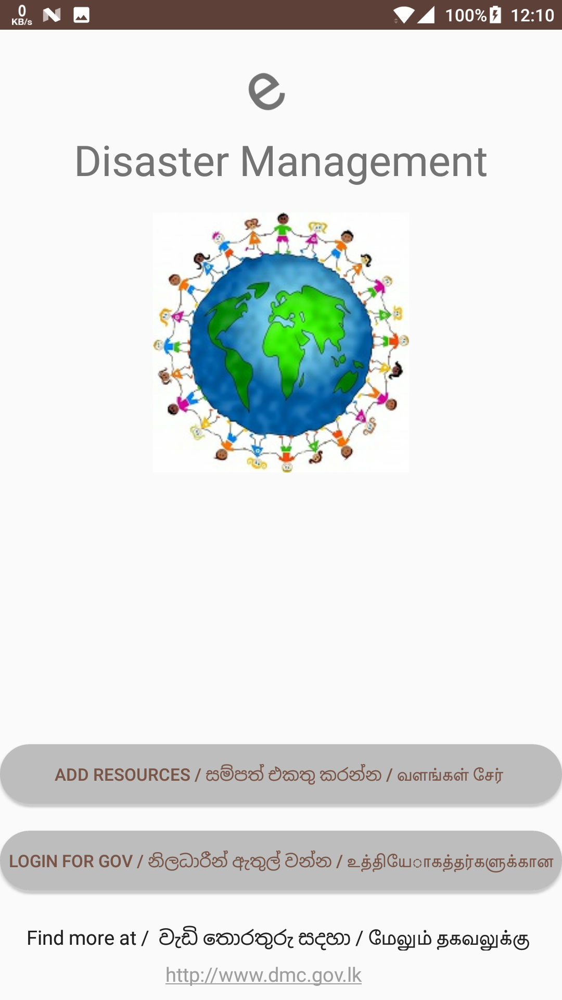 0
KB/s
100%
12:10
e
Disaster Management
ADD RESOURCES / සම්පත් එකතු කරන්න / வளங்கள் சேர்
LOGIN FOR GOV / නිලධාරීන් ඇතුල් වන්න / உத்தியோகத்தர்களுக்கான
Find more at / වැඩි තොරතුරු සදහා / மேலும் தகவலுக்கு
http://www.dmc.gov.lk